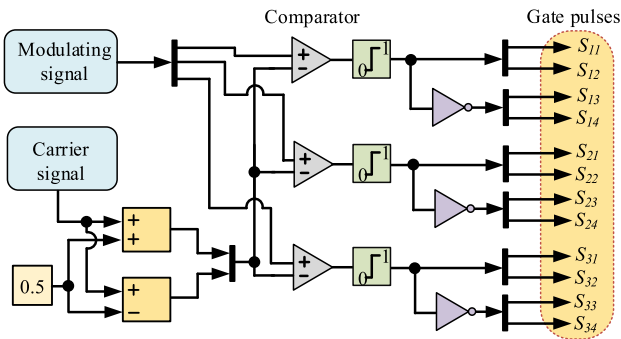 Comparator
Gate pulses
Modulating
signal
Carrier
signal
0.5
+
+
+
−
+
−
+
−
+
−
0 1
0 1
0 1
S11
S12
S13
S14
S21
S22
S23
S24
S31
S32
S33
S34